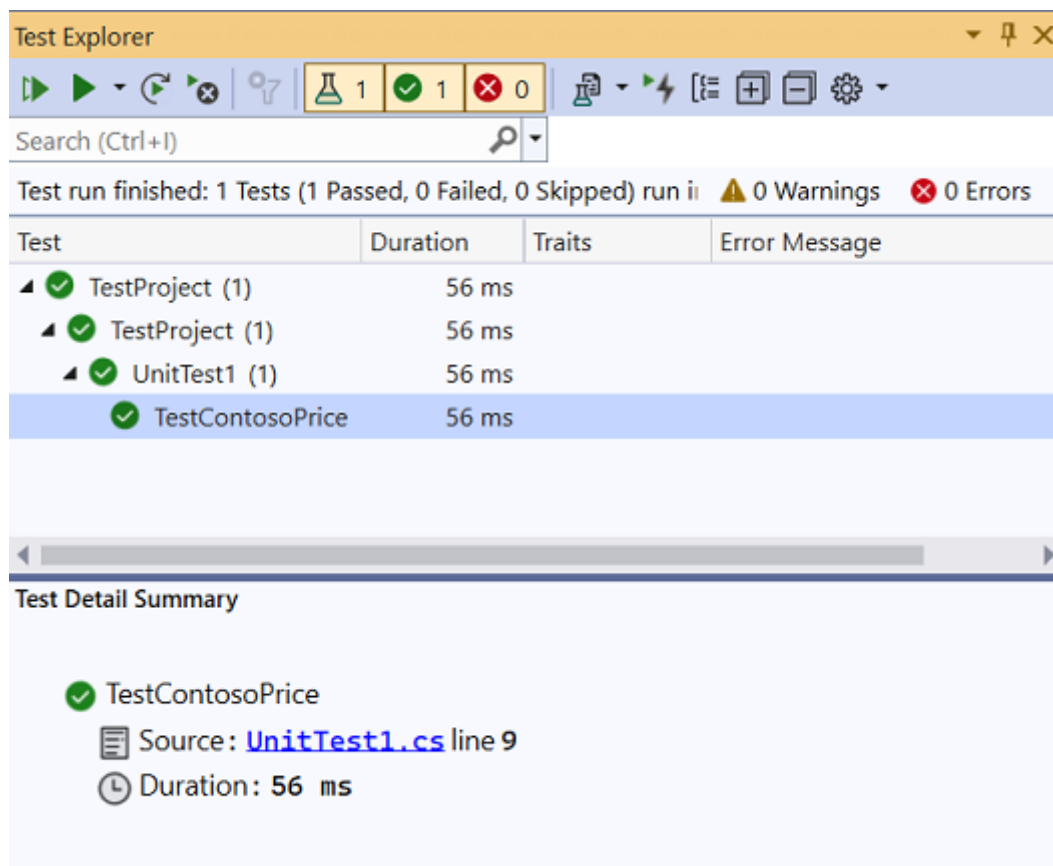 Test Explorer
1 1 0
Search (Ctrl+I)
Test run finished: 1 Tests (1 Passed, 0 Failed, 0 Skipped) run 0 Warnings 0 Errors
Test Duration Traits Error Message
TestProject (1) 56 ms
TestProject (1) 56 ms
UnitTest1 (1) 56 ms
TestContosoPrice 56 ms
Test Detail Summary
TestContosoPrice
Source: UnitTest1.cs line 9
Duration: 56 ms